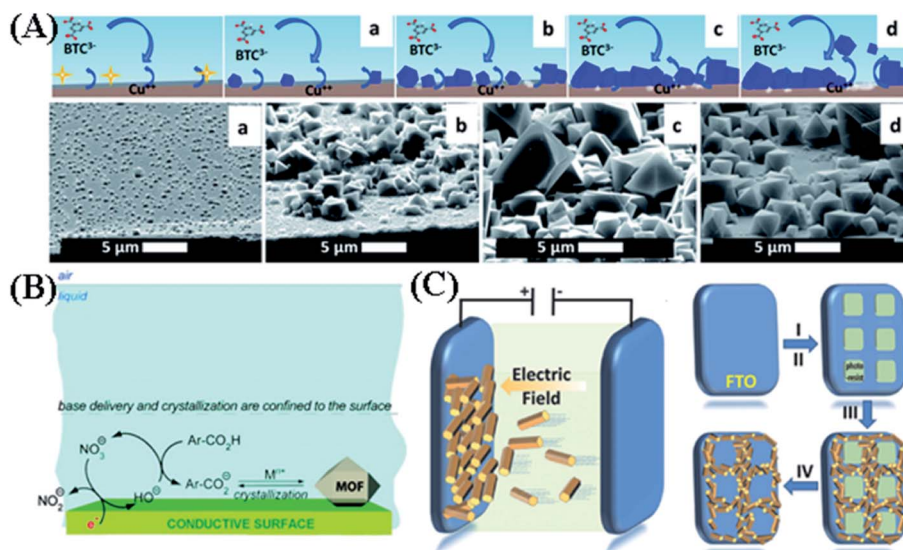 (A)
BTC³⁻ a
BTC³⁻ b
BTC³⁻ c
BTC³⁻ d
BTC³⁻
Cu⁺⁺
Cu⁺⁺
Cu⁺⁺
Cu⁺⁺
a
b
c
d
5 µm
5 µm
5 µm
5 µm
(B)
air
liquid
base delivery and crystallization are confined to the surface
NO₃⊖
Ar-CO₂H
Ar-CO₂⊖
crystallization
MOF
NO₂⊖
HO⊖
e⁻
CONDUCTIVE SURFACE
(C)
+ -
Electric
Field
FTO
I
II
photo
resist
III
IV